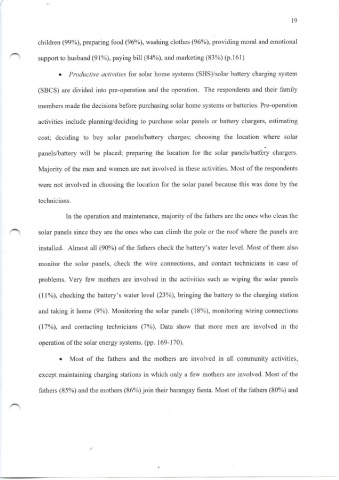 19
children (99%), preparing food (96%), washing clothes (96%), providing moral and emotional
support to husband (91%), paying bill (84%), and marketing (83%) (p.161)
• Productive activities for solar home systems (SHS)/solar battery charging system
(SBCS) are divided into pre-operation and the operation. The respondents and their family
members made the decisions before purchasing solar home systems or batteries. Pre-operation
activities include planning/deciding to purchase solar panels or battery chargers, estimating
cost; deciding to buy solar panels/battery charges; choosing the location where solar
panels/battery will be placed; preparing the location for the solar panels/battery chargers.
Majority of the men and women are not involved in these activities. Most of the respondents
were not involved in choosing the location for the solar panel because this was done by the
technicians.
In the operation and maintenance, majority of the fathers are the ones who clean the
solar panels since they are the ones who can climb the pole or the roof where the panels are
installed. Almost all (90%) of the fathers check the battery's water level. Most of them also
monitor the solar panels, check the wire connections, and contact technicians in case of
problems. Very few mothers are involved in the activities such as wiping the solar panels
(11%), checking the battery's water level (23%), bringing the battery to the charging station
and taking it home (9%). Monitoring the solar panels (18%), monitoring wiring connections
(17%), and contacting technicians (7%). Data show that more men are involved in the
operation of the solar energy systems. (pp. 169-170).
• Most of the fathers and the mothers are involved in all community activities,
except maintaining charging stations in which only a few mothers are involved. Most of the
fathers (85%) and the mothers (86%) join their barangay fiesta. Most of the fathers (80%) and